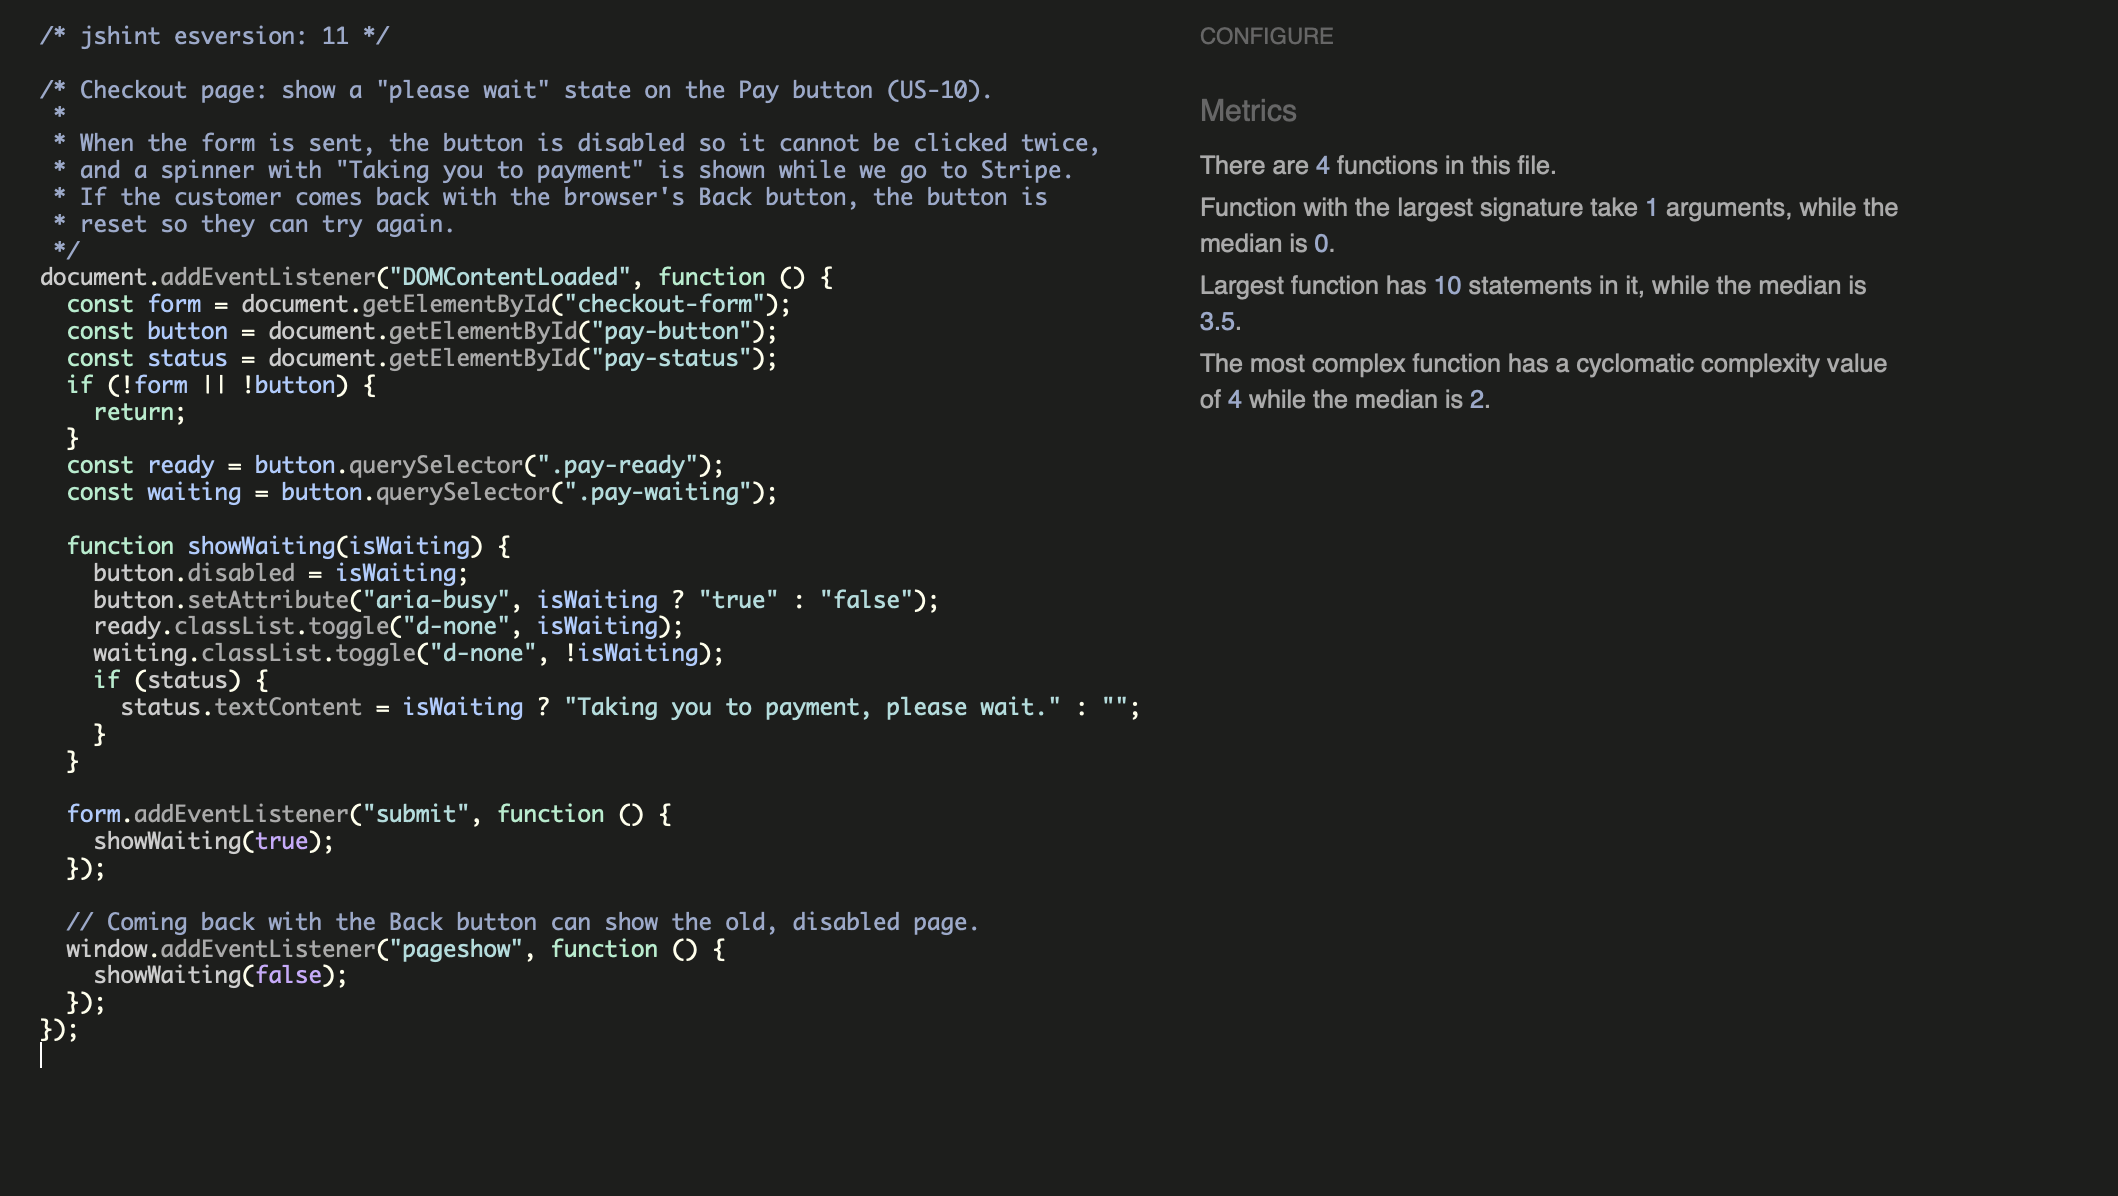 /* jshint esversion: 11 */
/* Checkout page: show a "please wait" state on the Pay button (US-10).
 *
 * When the form is sent, the button is disabled so it cannot be clicked twice,
 * and a spinner with "Taking you to payment" is shown while we go to Stripe.
 * If the customer comes back with the browser's Back button, the button is
 * reset so they can try again.
 */
document.addEventListener("DOMContentLoaded", function () {
  const form = document.getElementById("checkout-form");
  const button = document.getElementById("pay-button");
  const status = document.getElementById("pay-status");
  if (!form || !button) {
    return;
  }
  const ready = button.querySelector(".pay-ready");
  const waiting = button.querySelector(".pay-waiting");

  function showWaiting(isWaiting) {
    button.disabled = isWaiting;
    button.setAttribute("aria-busy", isWaiting ? "true" : "false");
    ready.classList.toggle("d-none", isWaiting);
    waiting.classList.toggle("d-none", !isWaiting);
    if (status) {
      status.textContent = isWaiting ? "Taking you to payment, please wait." : "";
    }
  }

  form.addEventListener("submit", function () {
    showWaiting(true);
  });

  // Coming back with the Back button can show the old, disabled page.
  window.addEventListener("pageshow", function () {
    showWaiting(false);
  });
});
CONFIGURE
Metrics
There are 4 functions in this file.
Function with the largest signature take 1 arguments, while the
median is 0.
Largest function has 10 statements in it, while the median is
3.5.
The most complex function has a cyclomatic complexity value
of 4 while the median is 2.